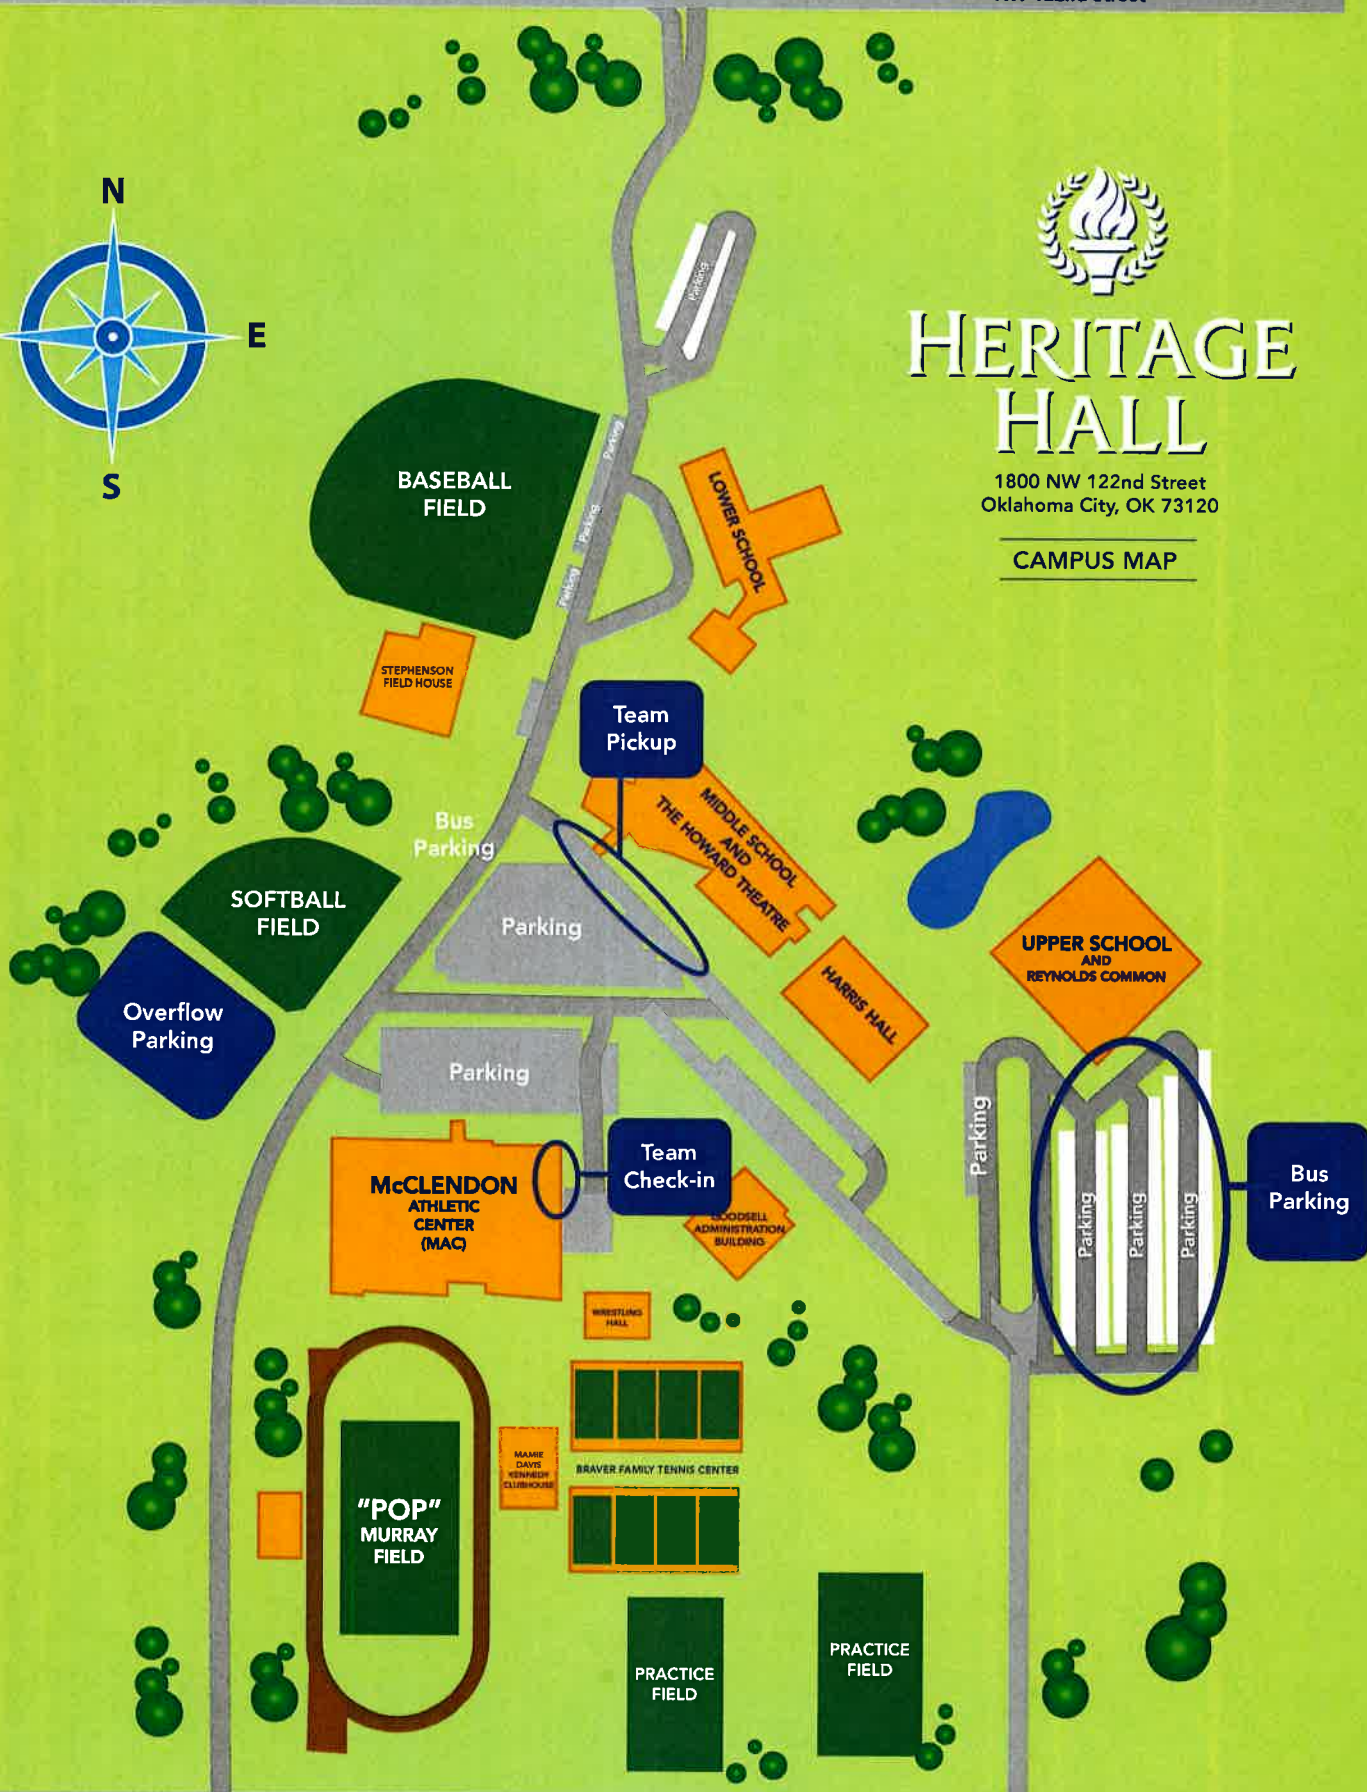 N
E
S
HERITAGE
HALL
1800 NW 122nd Street
Oklahoma City, OK 73120
CAMPUS MAP
Parking
Parking
Parking
Parking
BASEBALL
FIELD
LOWER SCHOOL
STEPHENSON
FIELD HOUSE
Team
Pickup
MIDDLE SCHOOL
AND
THE HOWARD THEATRE
Bus
Parking
SOFTBALL
FIELD
Parking
HARRIS HALL
UPPER SCHOOL
AND
REYNOLDS COMMON
Overflow
Parking
Parking
Parking
Parking
Parking
Parking
Bus
Parking
McCLENDON
ATHLETIC
CENTER
(MAC)
Team
Check-in
GOODSELL
ADMINISTRATION
BUILDING
WRESTLING
HALL
MAMIE
DAVIS
KENNEDY
CLUBHOUSE
BRAVER FAMILY TENNIS CENTER
"POP"
MURRAY
FIELD
PRACTICE
FIELD
PRACTICE
FIELD